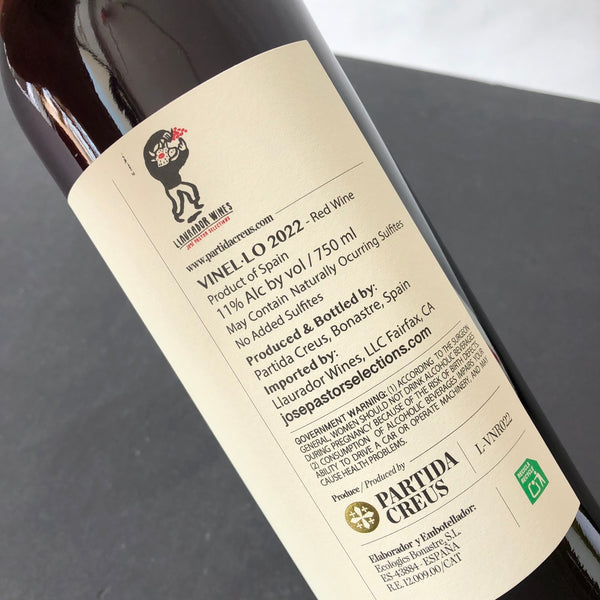 LLAURADOR WINES
JOSE PASTOR SELECTIONS
www.partidacreus.com
VINEL·LO 2022 - Red Wine
Product of Spain
11% Alc by vol / 750 ml
May Contain Naturally Occurring Sulfites
No Added Sulfites
Produced & Bottled by:
Partida Creus, Bonastre, Spain
Imported by:
Llaurador Wines, LLC Fairfax, CA
josepastorselections.com
GOVERNMENT WARNING: (1) ACCORDING TO THE SURGEON
GENERAL, WOMEN SHOULD NOT DRINK ALCOHOLIC BEVERAGES
DURING PREGNANCY BECAUSE OF THE RISK OF BIRTH DEFECTS.
(2) CONSUMPTION OF ALCOHOLIC BEVERAGES IMPAIRS YOUR
ABILITY TO DRIVE A CAR OR OPERATE MACHINERY, AND MAY
CAUSE HEALTH PROBLEMS.
Produce / Produced by
PARTIDA
CREUS
L-VNR022
Elaborador y Embotellador:
Ecologics Bonastre, S.L.
ES-43884 - ESPAÑA
R.E. 12.009.00/CAT